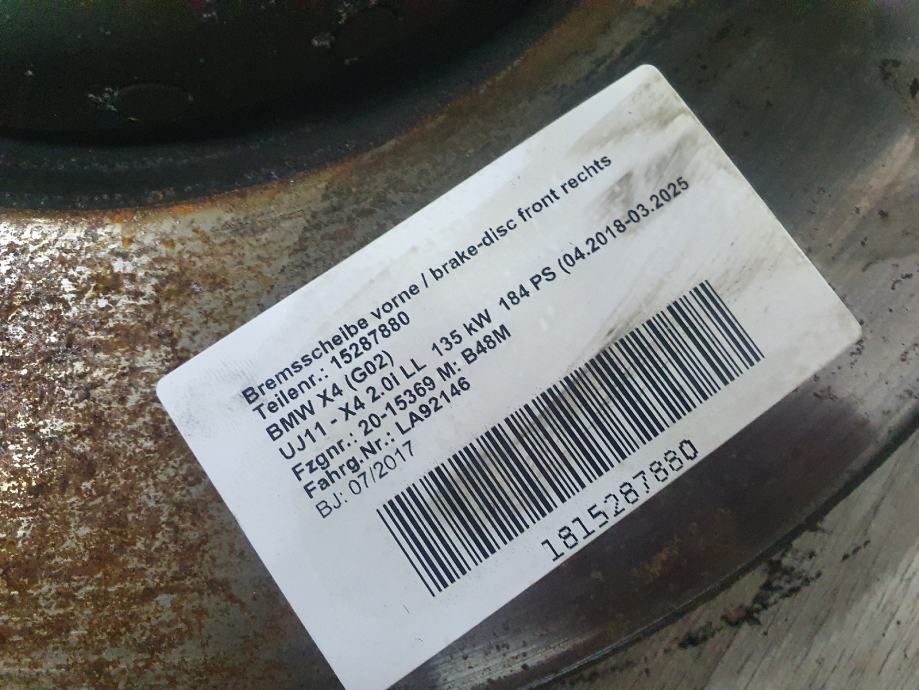 Bremsscheibe vorne / brake-disc front rechts
Teilenr.: 15287880
BMW X4 (G02)
UJ11 - X4 2.0i LL 135 kW 184 PS (04.2018-03.2025
Fzgnr.: 20-15369 M: B48M
Fahrg.Nr.: LA92146
BJ: 07/2017
1815287880